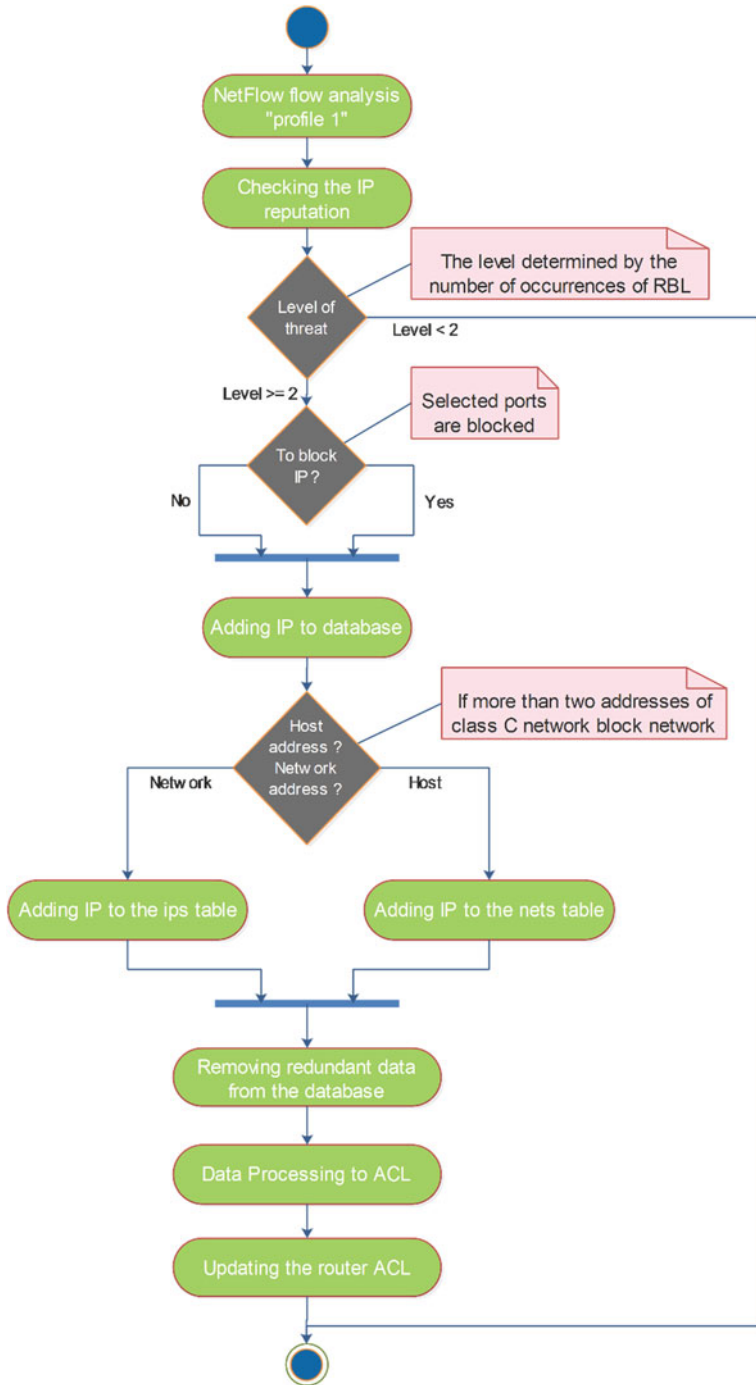 NetFlow flow analysis
"profile 1"
Checking the IP
reputation
The level determined by the
number of occurrences of RBL
Level of
threat
Level < 2
Level >= 2
Selected ports
are blocked
To block
IP ?
No
Yes
Adding IP to database
If more than two addresses of
class C network block network
Host
address ?
Network
address ?
Network
Host
Adding IP to the ips table
Adding IP to the nets table
Removing redundant data
from the database
Data Processing to ACL
Updating the router ACL